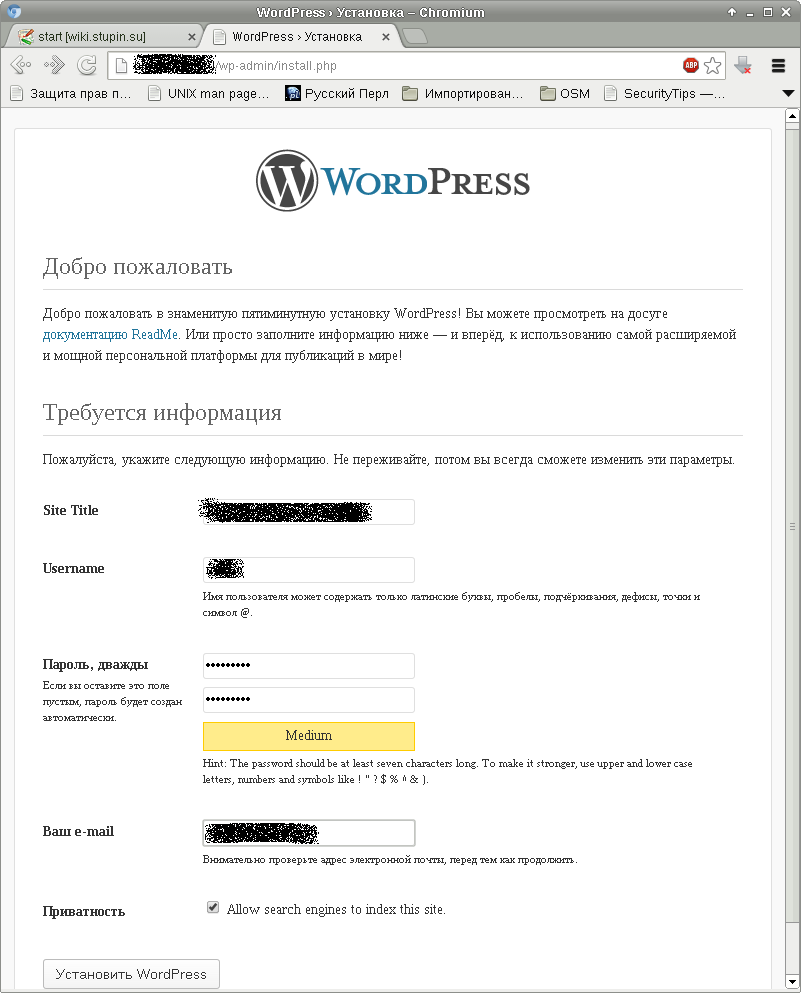 WordPress › Установка – Chromium
start [wiki.stupin.su]
WordPress › Установка
/wp-admin/install.php
ABP
Защита прав п...
UNIX man page...
Русский Перл
Импортирован...
OSM
SecurityTips —...
WORDPRESS
Добро пожаловать
Добро пожаловать в знаменитую пятиминутную установку WordPress! Вы можете просмотреть на досуге
документацию ReadMe. Или просто заполните информацию ниже — и вперёд, к использованию самой расширяемой
и мощной персональной платформы для публикаций в мире!
Требуется информация
Пожалуйста, укажите следующую информацию. Не переживайте, потом вы всегда сможете изменить эти параметры.
Site Title
Username
Имя пользователя может содержать только латинские буквы, пробелы, подчёркивания, дефисы, точки и
символ @.
Пароль, дважды
Если вы оставите это поле
пустым, пароль будет создан
автоматически.
•••••••••
•••••••••
Medium
Hint: The password should be at least seven characters long. To make it stronger, use upper and lower case
letters, numbers and symbols like ! " ? $ % ^ & ).
Ваш e-mail
Внимательно проверьте адрес электронной почты, перед тем как продолжить.
Приватность
Allow search engines to index this site.
Установить WordPress